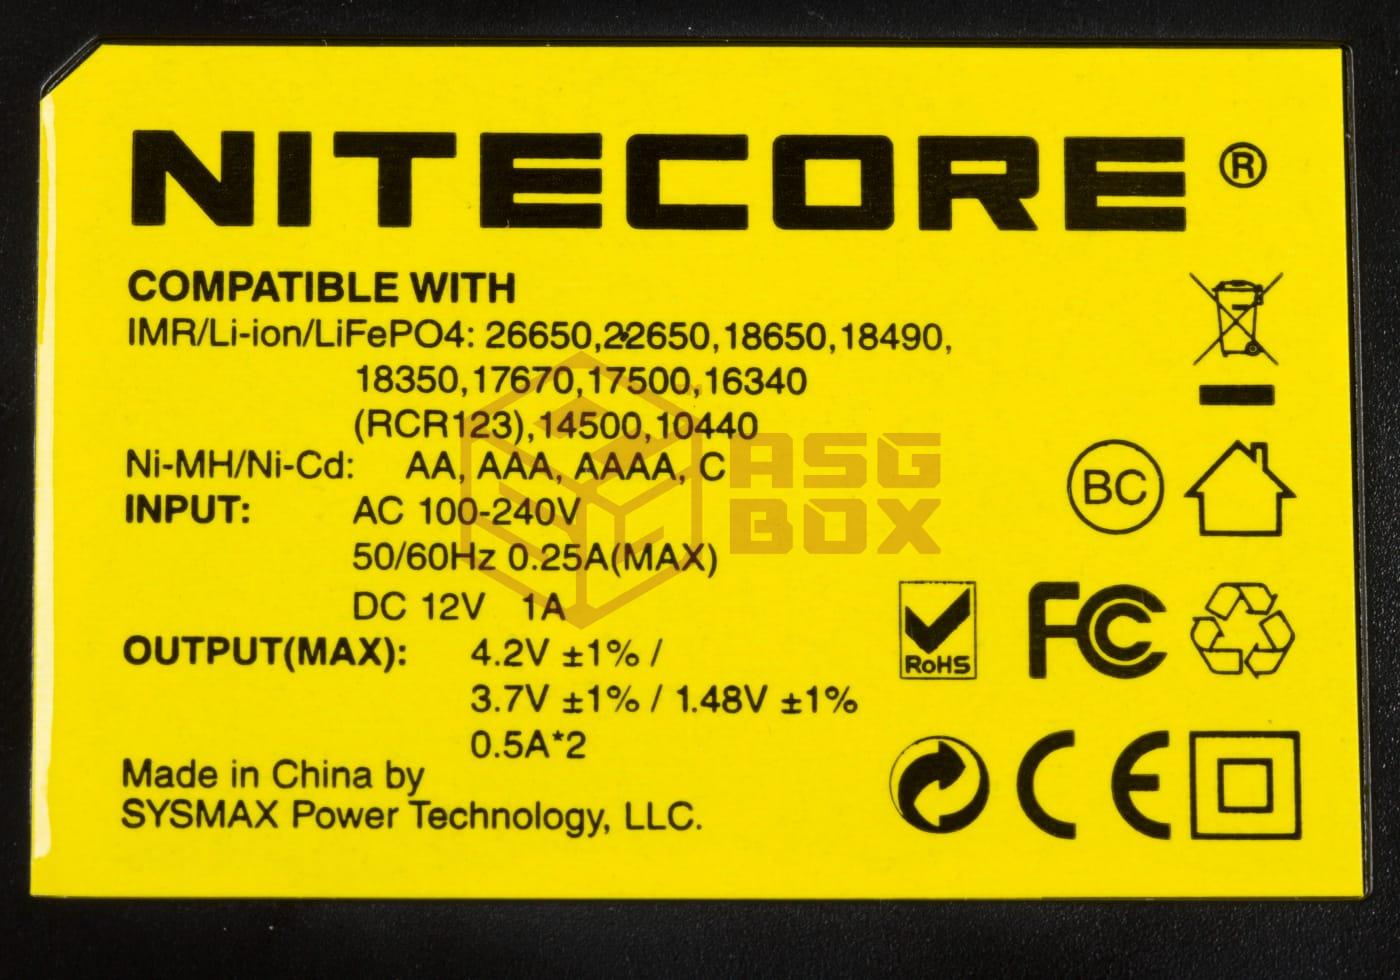 NITECORE®
COMPATIBLE WITH
IMR/Li-ion/LiFePO4: 26650,22650,18650,18490,
18350,17670,17500,16340
(RCR123),14500,10440
Ni-MH/Ni-Cd: AA, AAA, AAAA, C
ASG
BOX
BC
INPUT: AC 100-240V
50/60Hz 0.25A(MAX)
DC 12V 1A
RoHS
FC
OUTPUT(MAX): 4.2V ±1% /
3.7V ±1% / 1.48V ±1%
0.5A*2
Made in China by
SYSMAX Power Technology, LLC.
CE